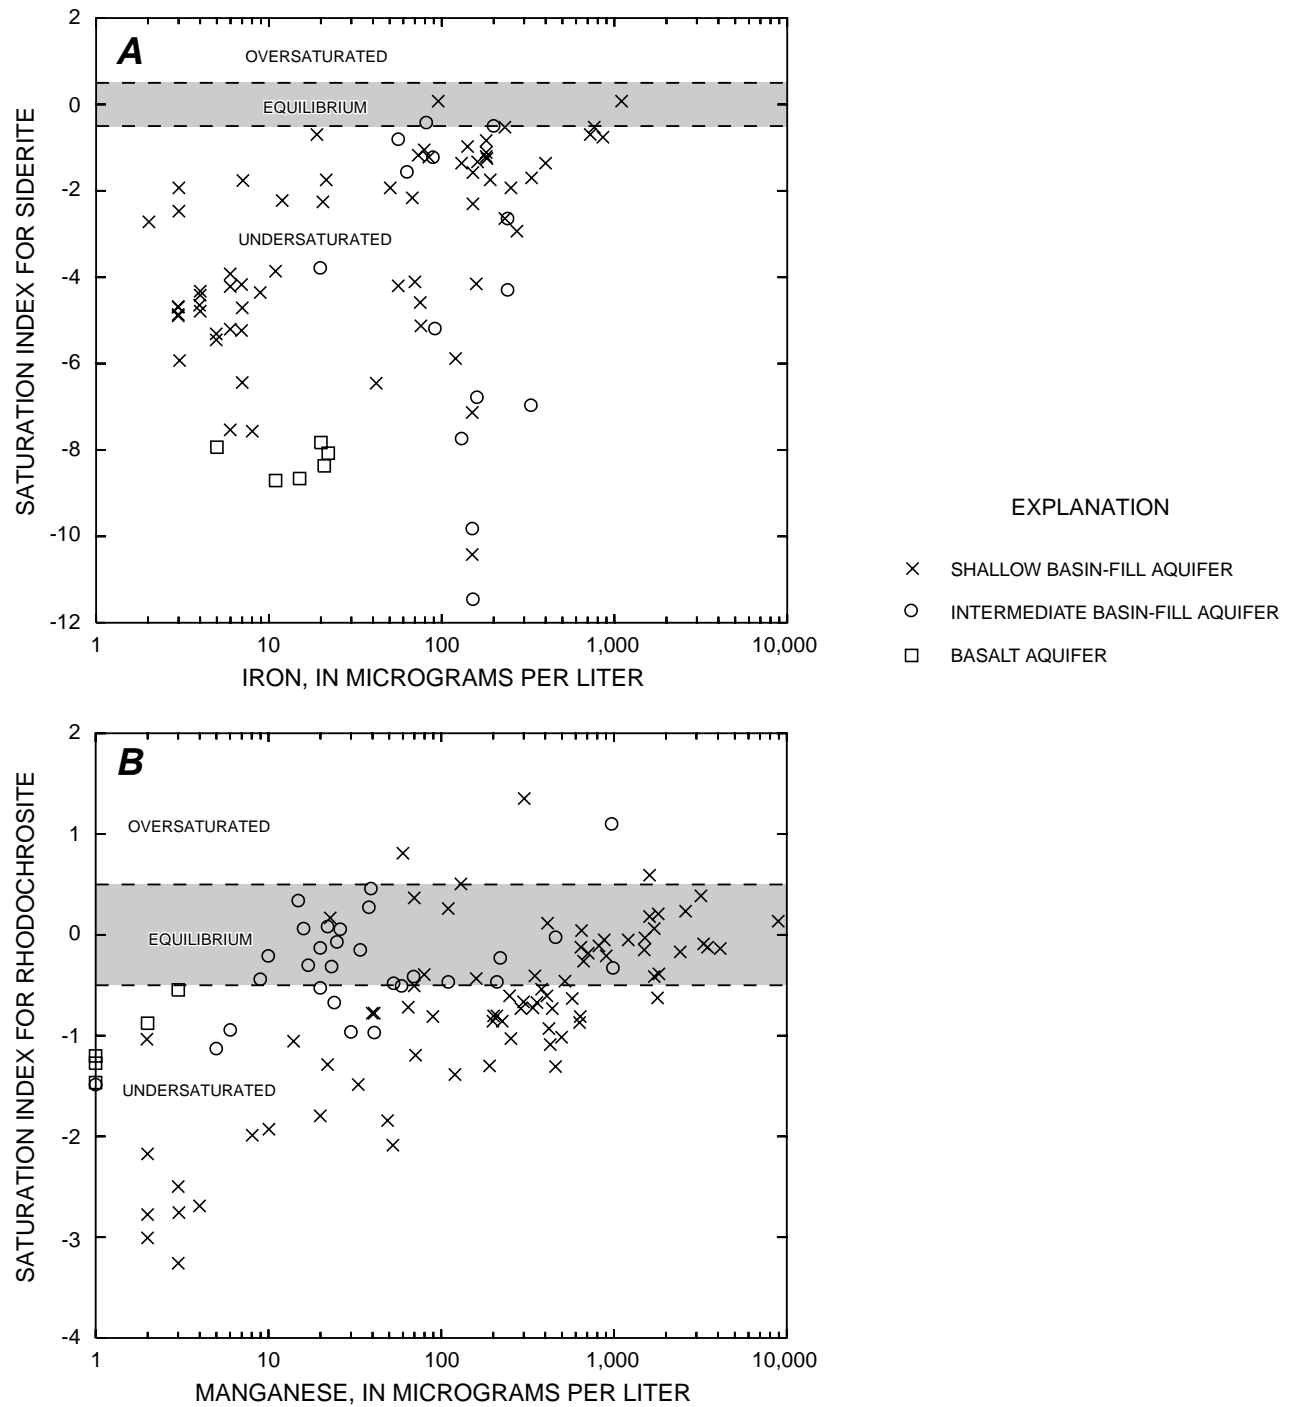 2
A
OVERSATURATED
0
EQUILIBRIUM
-2
UNDERSATURATED
-4
-6
-8
-10
-12
SATURATION INDEX FOR SIDERITE
1
10
100
1,000
10,000
IRON, IN MICROGRAMS PER LITER
EXPLANATION
SHALLOW BASIN-FILL AQUIFER
INTERMEDIATE BASIN-FILL AQUIFER
BASALT AQUIFER
2
B
OVERSATURATED
1
EQUILIBRIUM
0
-1
UNDERSATURATED
-2
-3
-4
SATURATION INDEX FOR RHODOCHROSITE
1
10
100
1,000
10,000
MANGANESE, IN MICROGRAMS PER LITER